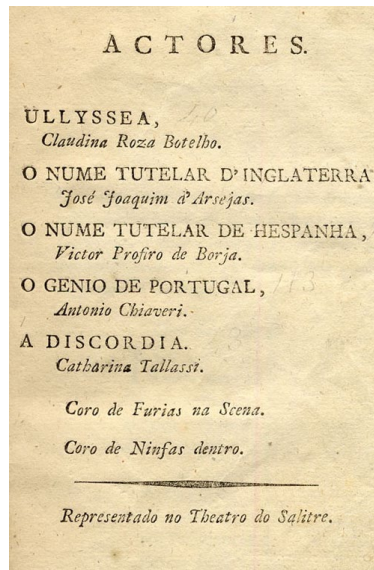 ACTORES.
ULLYSSEA,
Claudina Roza Botelho.
O NUME TUTELAR D'INGLATERRA
José Joaquim d'Arsejas.
O NUME TUTELAR DE HESPANHA,
Victor Profiro de Borja.
O GENIO DE PORTUGAL,
Antonio Chiaveri.
A DISCORDIA.
Catharina Tallassi.
Coro de Furias na Scena.
Coro de Ninfas dentro.
Representado no Theatro do Salitre.